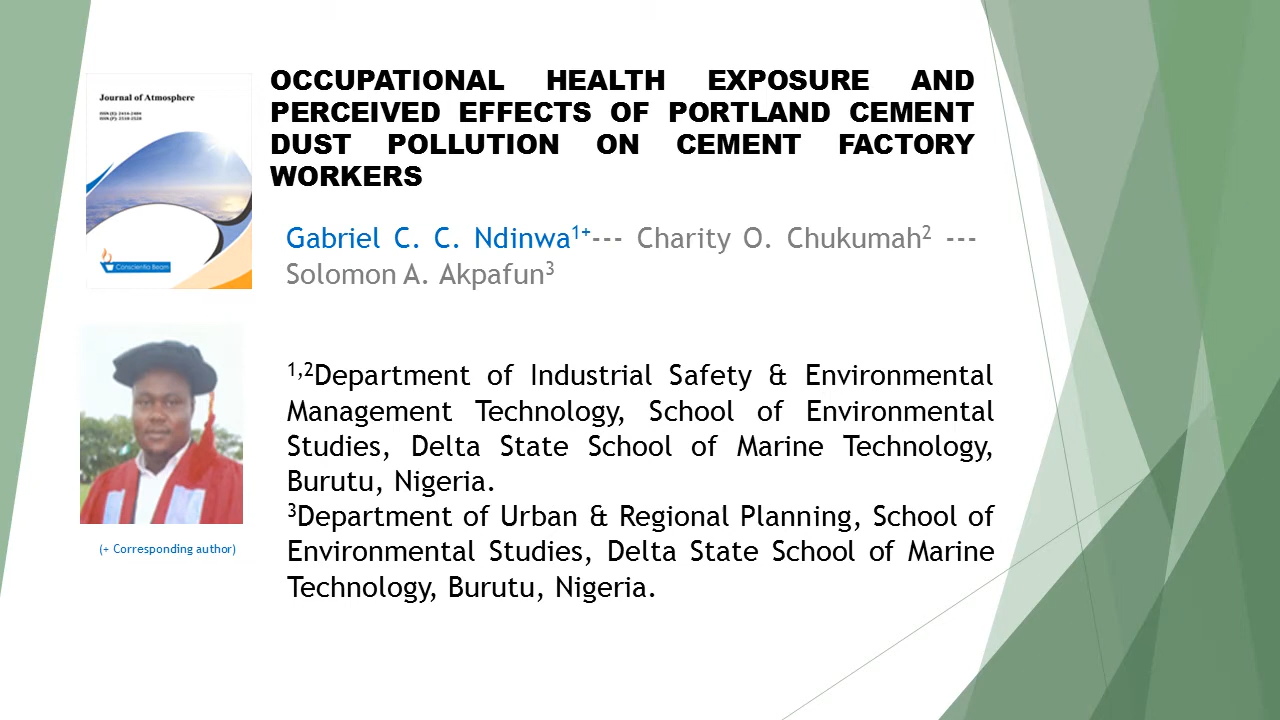 Journal of Atmosphere
OCCUPATIONAL HEALTH EXPOSURE AND
PERCEIVED EFFECTS OF PORTLAND CEMENT
DUST POLLUTION ON CEMENT FACTORY
WORKERS
Gabriel C. C. Ndinwa1+--- Charity O. Chukumah2 ---
Solomon A. Akpafun3
Conscientia Beam
1,2Department of Industrial Safety & Environmental
Management Technology, School of Environmental
Studies, Delta State School of Marine Technology,
Burutu, Nigeria.
3Department of Urban & Regional Planning, School of
Environmental Studies, Delta State School of Marine
Technology, Burutu, Nigeria.
(+ Corresponding author)